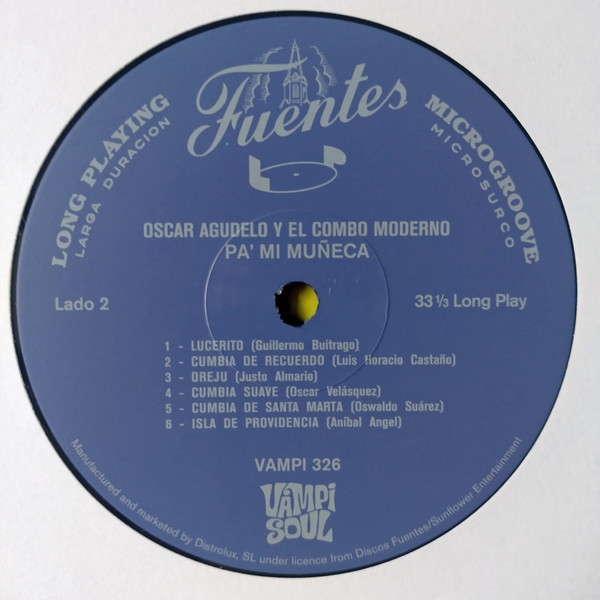 Fuentes
LONG PLAYING
LARGA DURACION
MICROGROOVE
MICROSURCO
OSCAR AGUDELO Y EL COMBO MODERNO
PA' MI MUÑECA
Lado 2
33 1/3 Long Play
1 - LUCERITO (Guillermo Buitrago)
2 - CUMBIA DE RECUERDO (Luis Horacio Castaño)
3 - OREJU (Justo Almario)
4 - CUMBIA SUAVE (Oscar Velásquez)
5 - CUMBIA DE SANTA MARTA (Oswaldo Suárez)
6 - ISLA DE PROVIDENCIA (Aníbal Angel)
VAMPI 326
VAMPI
SOUL
Manufactured and marketed by Distrolux, SL under licence from Discos Fuentes/Sunflower Entertainment